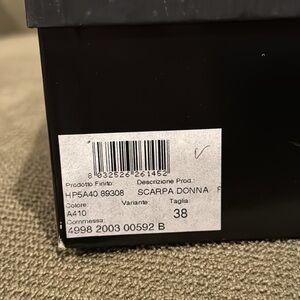 8 032526 261452
Prodotto Finito: Descrizione Prod.:
HP5A40 89308 SCARPA DONNA F
Colore: Variante: Taglia:
A410 38
Commessa:
4998 2003 00592 B